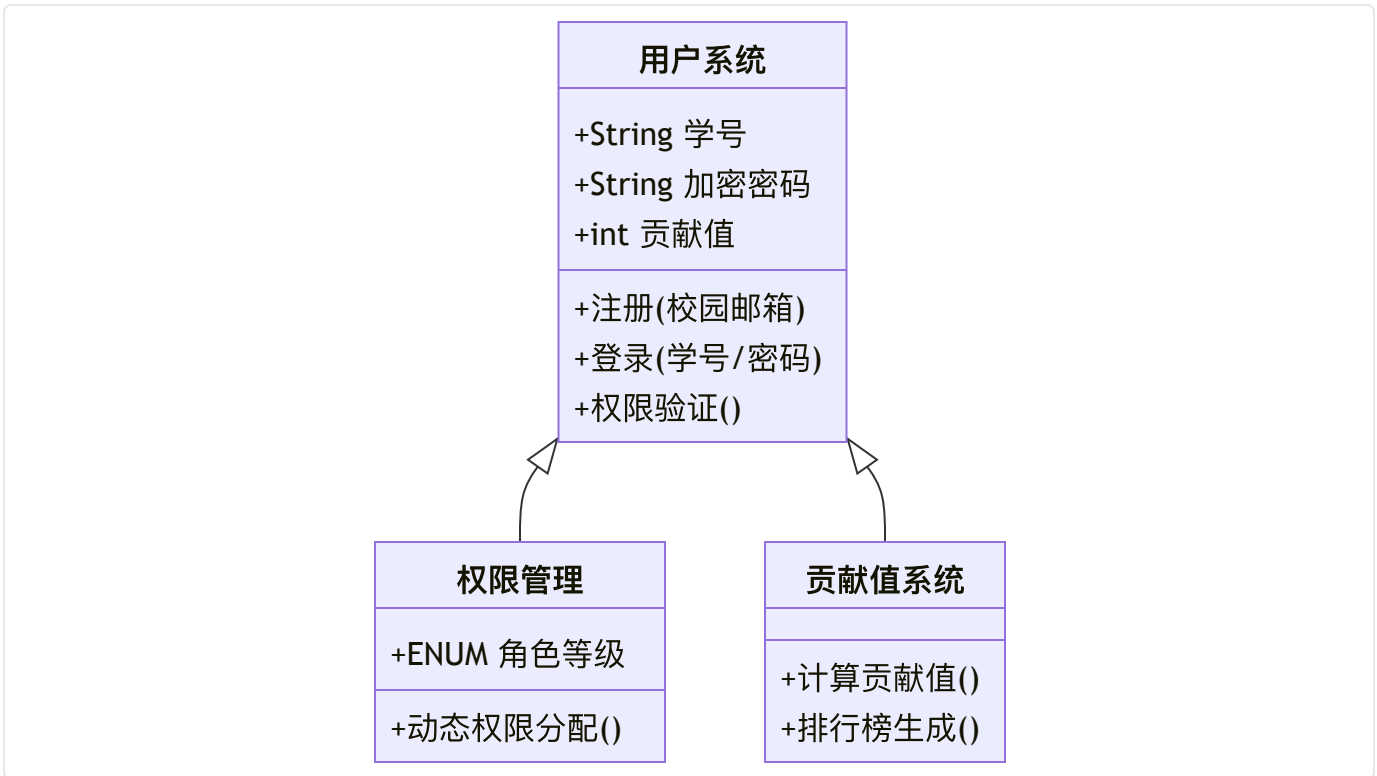 用户系统
+String 学号
+String 加密密码
+int 贡献值
+注册(校园邮箱)
+登录(学号/密码)
+权限验证()
权限管理
+ENUM 角色等级
+动态权限分配()
贡献值系统
+计算贡献值()
+排行榜生成()